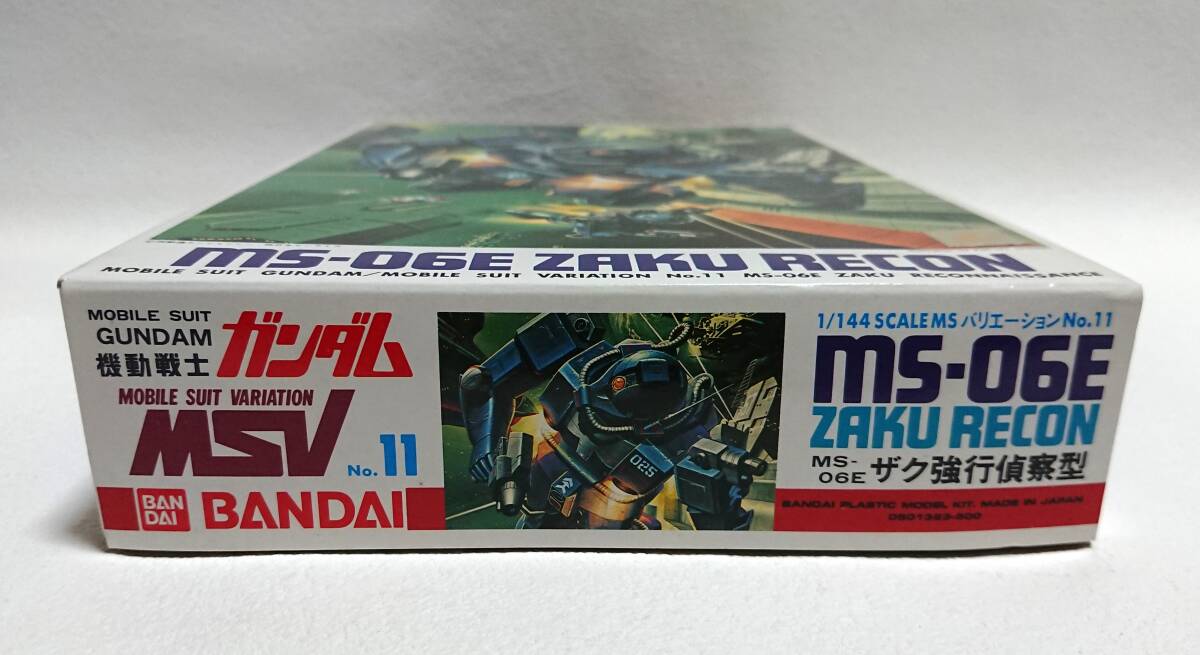 MS-06E ZAKU RECON
MOBILE SUIT GUNDAM/MOBILE SUIT VARIATION No.11 MS-06E ZAKU RECONNAISSANCE
MOBILE SUIT
GUNDAM
機動戦士
ガンダム
MOBILE SUIT VARIATION
MSV
No. 11
BAN
DAI
BANDAI
025
1/144 SCALE MS バリエーション No.11
MS-06E
ZAKU RECON
MS-
06E
ザク強行偵察型
BANDAI PLASTIC MODEL KIT. MADE IN JAPAN